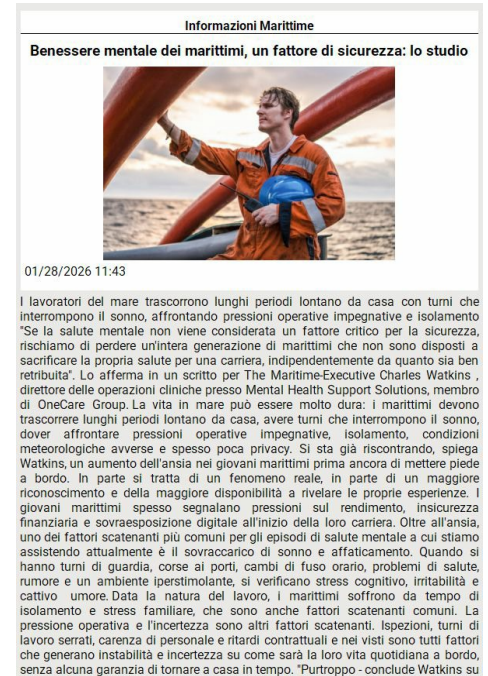 Informazioni Marittime
Benessere mentale dei marittimi, un fattore di sicurezza: lo studio
01/28/2026 11:43
I lavoratori del mare trascorrono lunghi periodi lontano da casa con turni che
interrompono il sonno, affrontando pressioni operative impegnative e isolamento
"Se la salute mentale non viene considerata un fattore critico per la sicurezza,
rischiamo di perdere un'intera generazione di marittimi che non sono disposti a
sacrificare la propria salute per una carriera, indipendentemente da quanto sia ben
retribuita". Lo afferma in un scritto per The Maritime-Executive Charles Watkins ,
direttore delle operazioni cliniche presso Mental Health Support Solutions, membro
di OneCare Group. La vita in mare può essere molto dura: i marittimi devono
trascorrere lunghi periodi lontano da casa, avere turni che interrompono il sonno,
dover affrontare pressioni operative impegnative, isolamento, condizioni
meteorologiche avverse e spesso poca privacy. Si sta già riscontrando, spiega
Watkins, un aumento dell'ansia nei giovani marittimi prima ancora di mettere piede
a bordo. In parte si tratta di un fenomeno reale, in parte di un maggiore
riconoscimento e della maggiore disponibilità a rivelare le proprie esperienze. I
giovani marittimi spesso segnalano pressioni sul rendimento, insicurezza
finanziaria e sovraesposizione digitale all'inizio della loro carriera. Oltre all'ansia,
uno dei fattori scatenanti più comuni per gli episodi di salute mentale a cui stiamo
assistendo attualmente è il sovraccarico di sonno e affaticamento. Quando si
hanno turni di guardia, corse ai porti, cambi di fuso orario, problemi di salute,
rumore e un ambiente iperstimolante, si verificano stress cognitivo, irritabilità e
cattivo umore. Data la natura del lavoro, i marittimi soffrono da tempo di
isolamento e stress familiare, che sono anche fattori scatenanti comuni. La
pressione operativa e l'incertezza sono altri fattori scatenanti. Ispezioni, turni di
lavoro serrati, carenza di personale e ritardi contrattuali e nei visti sono tutti fattori
che generano instabilità e incertezza su come sarà la loro vita quotidiana a bordo,
senza alcuna garanzia di tornare a casa in tempo. "Purtroppo - conclude Watkins su